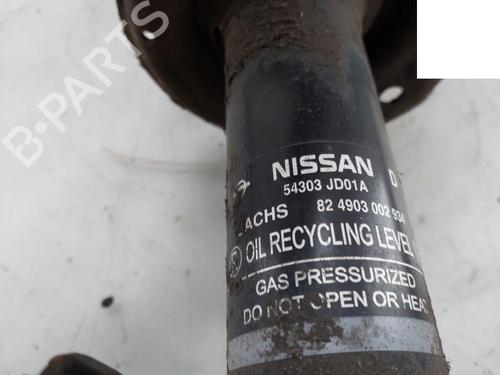 B-PARTS
NISSAN D
54303 JD01A
ACHS 82 4903 002 934
OIL RECYCLING LEVEL
GAS PRESSURIZED
DO NOT OPEN OR HEAT